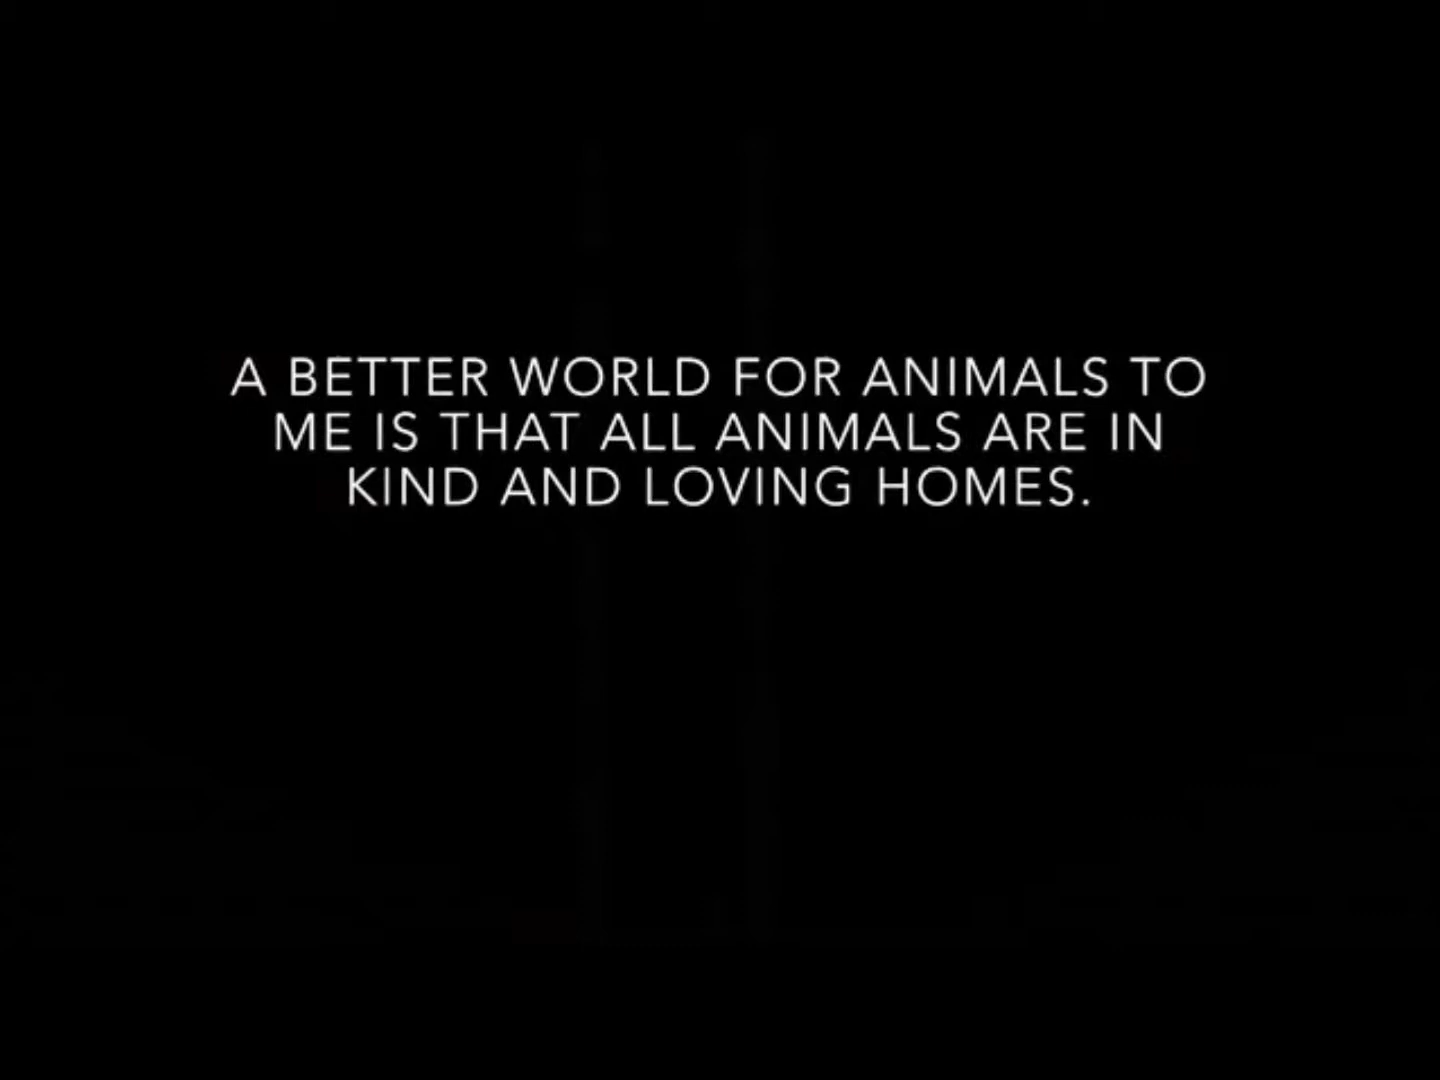 A BETTER WORLD FOR ANIMALS TO
ME IS THAT ALL ANIMALS ARE IN
KIND AND LOVING HOMES.